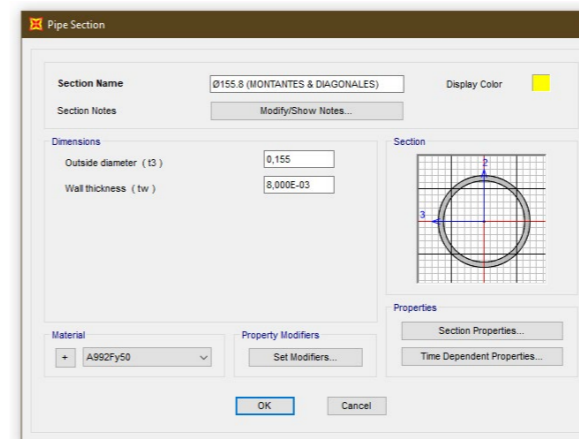 Pipe Section
Section Name
Ø155.8 (MONTANTES & DIAGONALES)
Display Color
Section Notes
Modify/Show Notes...
Dimensions
Outside diameter ( t3 )
0,155
Wall thickness ( tw )
8,000E-03
Section
2
3
Properties
Section Properties...
Time Dependent Properties...
Material
+
A992Fy50
Property Modifiers
Set Modifiers...
OK
Cancel